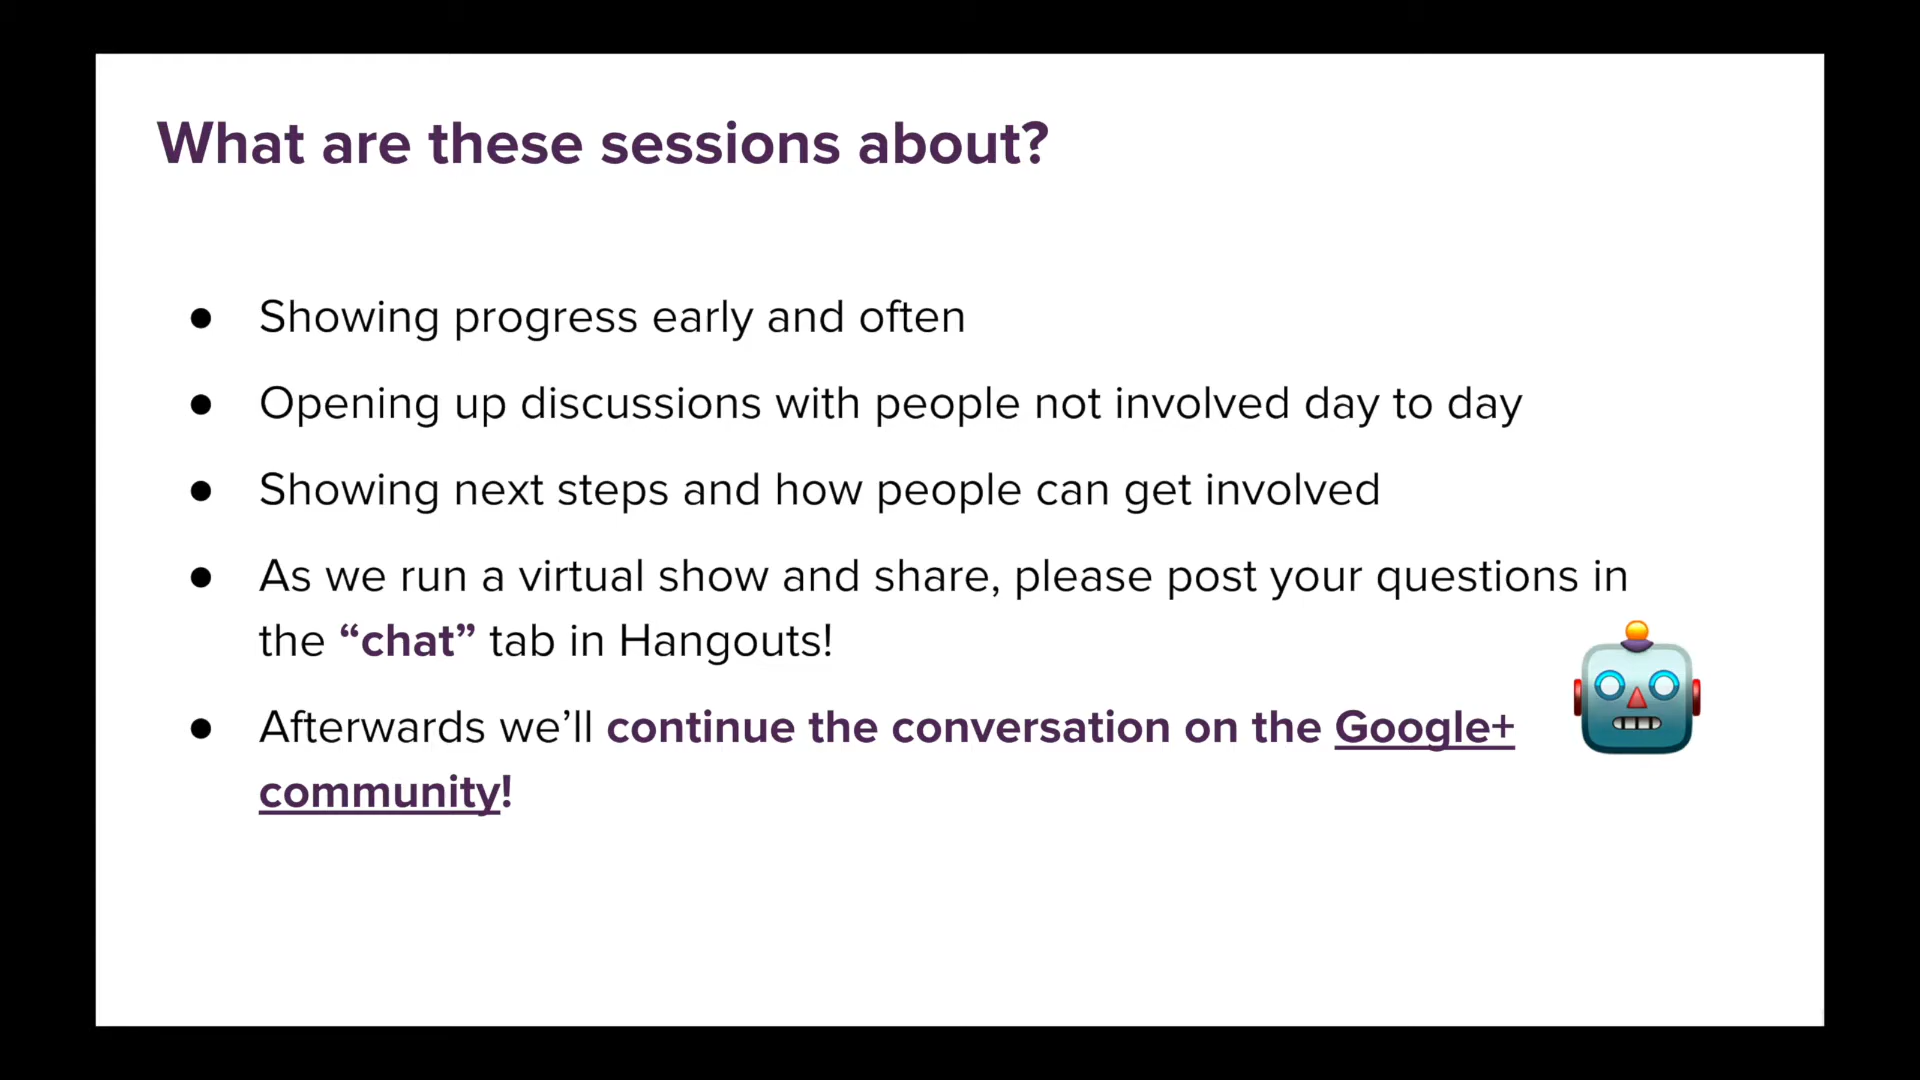 What are these sessions about?
● Showing progress early and often
● Opening up discussions with people not involved day to day
● Showing next steps and how people can get involved
● As we run a virtual show and share, please post your questions in
the “chat” tab in Hangouts!
● Afterwards we’ll continue the conversation on the Google+
community!